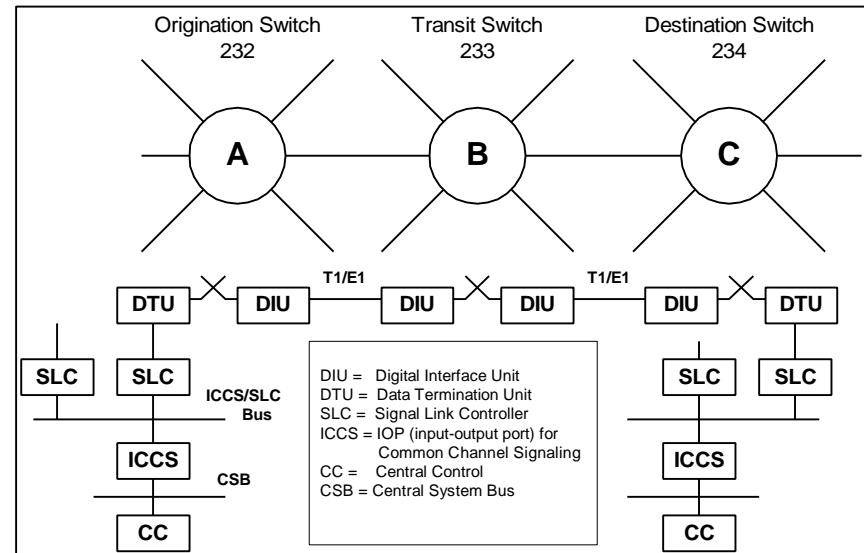 Origination Switch
232
Transit Switch
233
Destination Switch
234
A
B
C
T1/E1
T1/E1
DTU
DIU
DIU
DIU
DIU
DTU
SLC
SLC
SLC
SLC
ICCS/SLC
Bus
ICCS
ICCS
CSB
CC
CC
DIU = Digital Interface Unit
DTU = Data Termination Unit
SLC = Signal Link Controller
ICCS = IOP (input-output port) for
Common Channel Signaling
CC = Central Control
CSB = Central System Bus